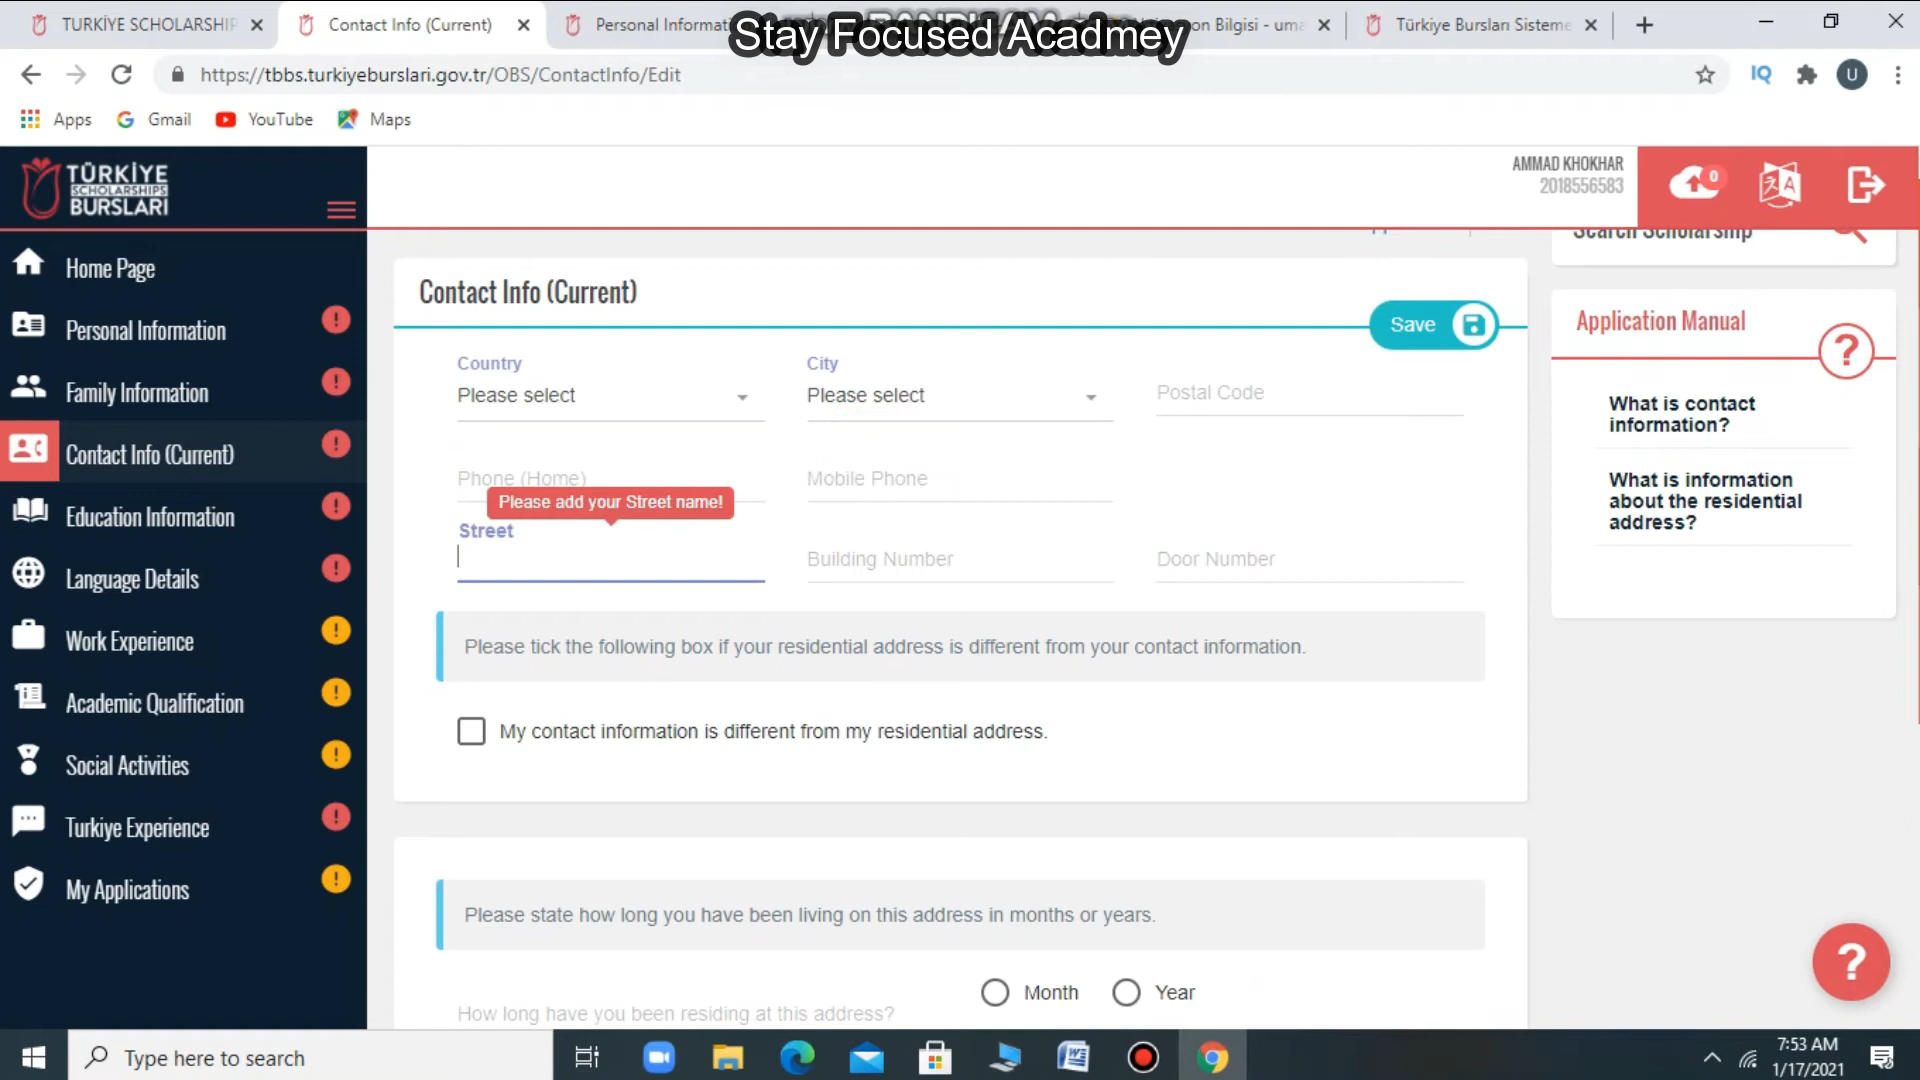 TURKİYE SCHOLARSHIP
Contact Info (Current)
Personal Informat
on Bilgisi - uma
Türkiye Bursları Sisteme
Stay Focused Acadmey
https://tbbs.turkiyeburslari.gov.tr/OBS/ContactInfo/Edit
IQ
U
Apps
Gmail
YouTube
Maps
TÜRKİYE
SCHOLARSHIPS
BURSLARI
AMMAD KHOKHAR
2018556583
0
Home Page
Personal Information
Family Information
Contact Info (Current)
Education Information
Language Details
Work Experience
Academic Qualification
Social Activities
Turkiye Experience
My Applications
Contact Info (Current)
Save
Country
Please select
City
Please select
Postal Code
Phone (Home)
Mobile Phone
Please add your Street name!
Street
Building Number
Door Number
Please tick the following box if your residential address is different from your contact information.
My contact information is different from my residential address.
Please state how long you have been living on this address in months or years.
Month
Year
How long have you been residing at this address?
Search Scholarship
Application Manual
?
What is contact
information?
What is information
about the residential
address?
?
Type here to search
7:53 AM
1/17/2021